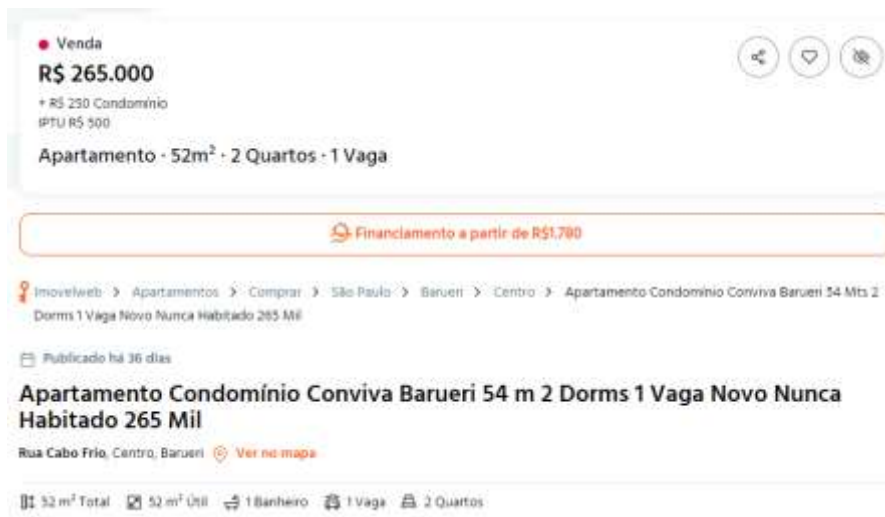 Venda
R$ 265.000
+ R$ 250 Condomínio
IPTU R$ 500
Apartamento · 52m² · 2 Quartos · 1 Vaga
Financiamento a partir de R$1.780
Imovelweb > Apartamentos > Comprar > São Paulo > Barueri > Centro > Apartamento Condomínio Conviva Barueri 54 Mts 2
Dorms 1 Vaga Novo Nunca Habitado 265 Mil
Publicado há 36 dias
Apartamento Condomínio Conviva Barueri 54 m 2 Dorms 1 Vaga Novo Nunca
Habitado 265 Mil
Rua Cabo Frio, Centro, Barueri Ver no mapa
52 m² Total 52 m² Útil 1 Banheiro 1 Vaga 2 Quartos